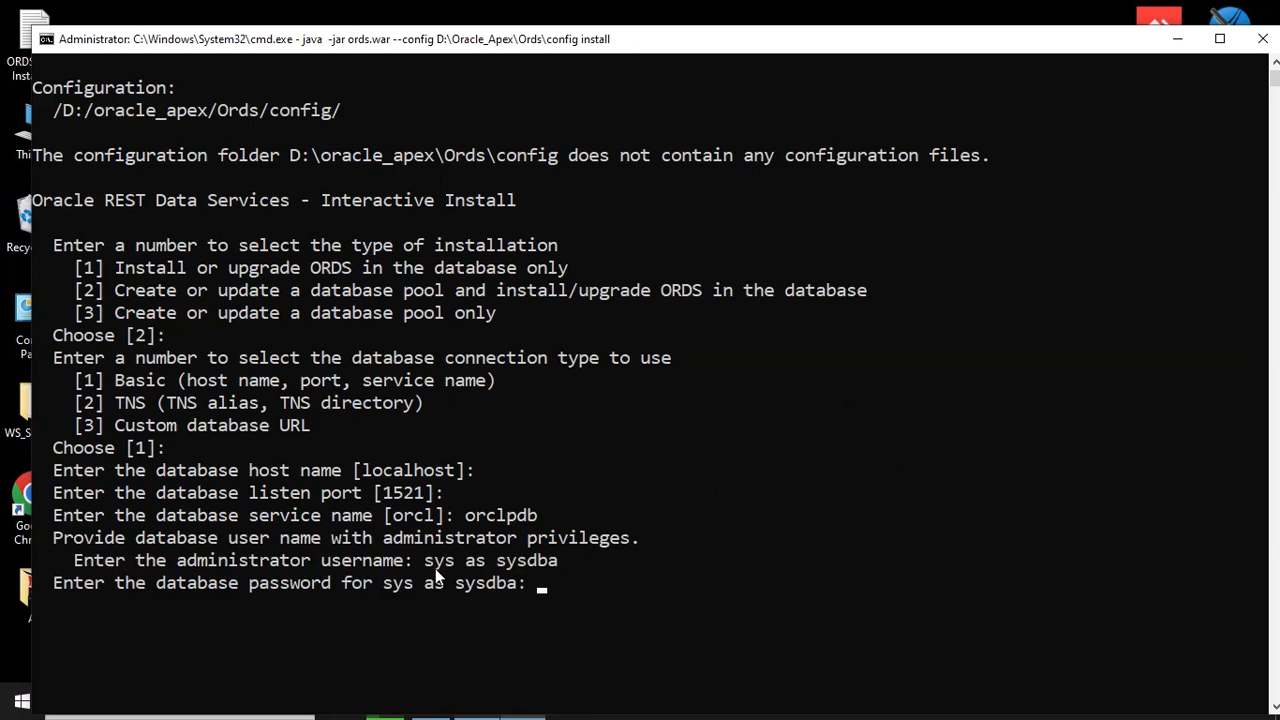 ORDS
Insta
Administrator: C:\Windows\System32\cmd.exe - java  -jar ords.war --config D:\Oracle_Apex\Ords\config install
Configuration:
/D:/oracle_apex/Ords/config/
Thi
The configuration folder D:\oracle_apex\Ords\config does not contain any configuration files.
Oracle REST Data Services - Interactive Install
Recyc
Enter a number to select the type of installation
[1] Install or upgrade ORDS in the database only
[2] Create or update a database pool and install/upgrade ORDS in the database
[3] Create or update a database pool only
Choose [2]:
Co
Pa
Enter a number to select the database connection type to use
[1] Basic (host name, port, service name)
[2] TNS (TNS alias, TNS directory)
[3] Custom database URL
WS_S
Choose [1]:
Enter the database host name [localhost]:
Enter the database listen port [1521]:
Enter the database service name [orcl]: orclpdb
Goo
Chr
Provide database user name with administrator privileges.
Enter the administrator username: sys as sysdba
Enter the database password for sys as sysdba: